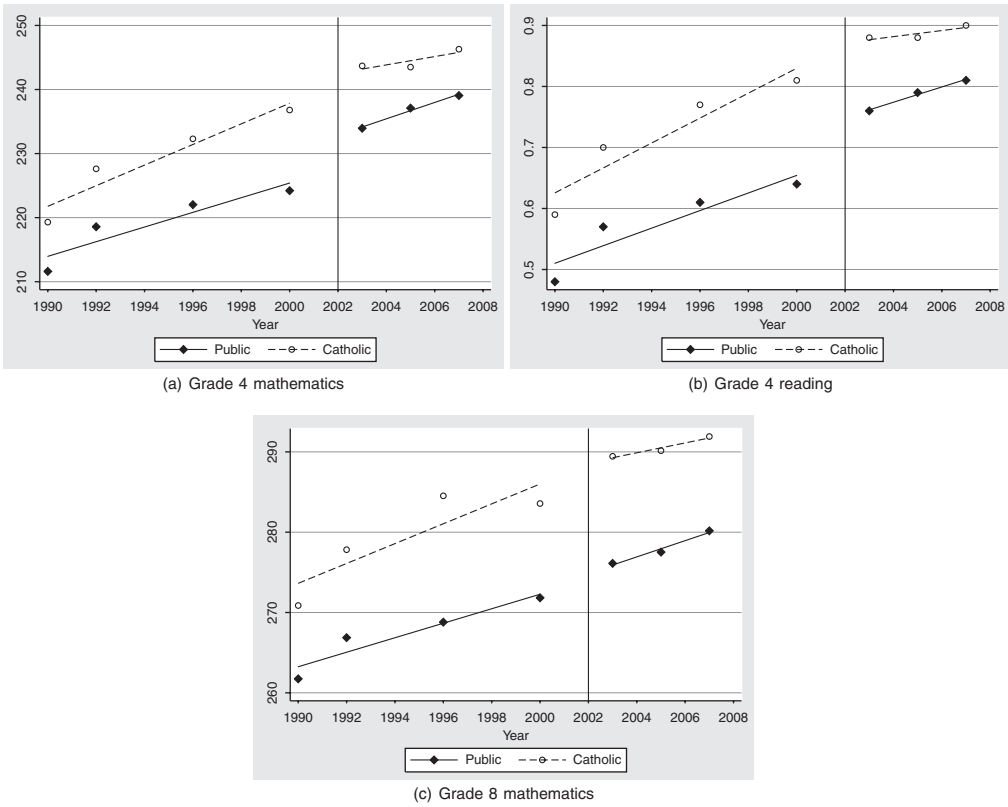 250
240
230
220
210
1990 1992 1994 1996 1998 2000 2002 2004 2006 2008
Year
Public Catholic
(a) Grade 4 mathematics
0.9
0.8
0.7
0.6
0.5
1990 1992 1994 1996 1998 2000 2002 2004 2006 2008
Year
Public Catholic
(b) Grade 4 reading
290
280
270
260
1990 1992 1994 1996 1998 2000 2002 2004 2006 2008
Year
Public Catholic
(c) Grade 8 mathematics